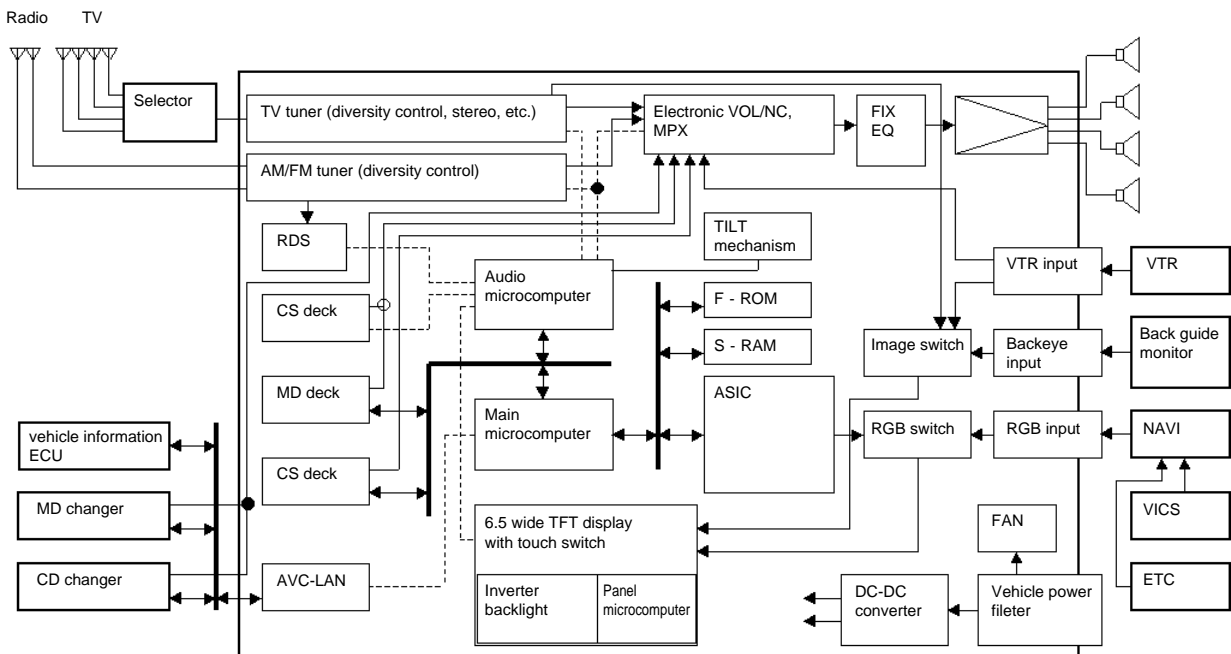 Radio
TV
Selector
TV tuner (diversity control, stereo, etc.)
Electronic VOL/NC,
MPX
FIX
EQ
AM/FM tuner (diversity control)
RDS
TILT
mechanism
Audio
microcomputer
VTR input
VTR
CS deck
F - ROM
S - RAM
Image switch
Backeye
input
Back guide
monitor
MD deck
Main
microcomputer
ASIC
vehicle information
ECU
RGB switch
RGB input
NAVI
CS deck
MD changer
6.5 wide TFT display
with touch switch
FAN
VICS
CD changer
AVC-LAN
Inverter
backlight
Panel
microcomputer
DC-DC
converter
Vehicle power
fileter
ETC